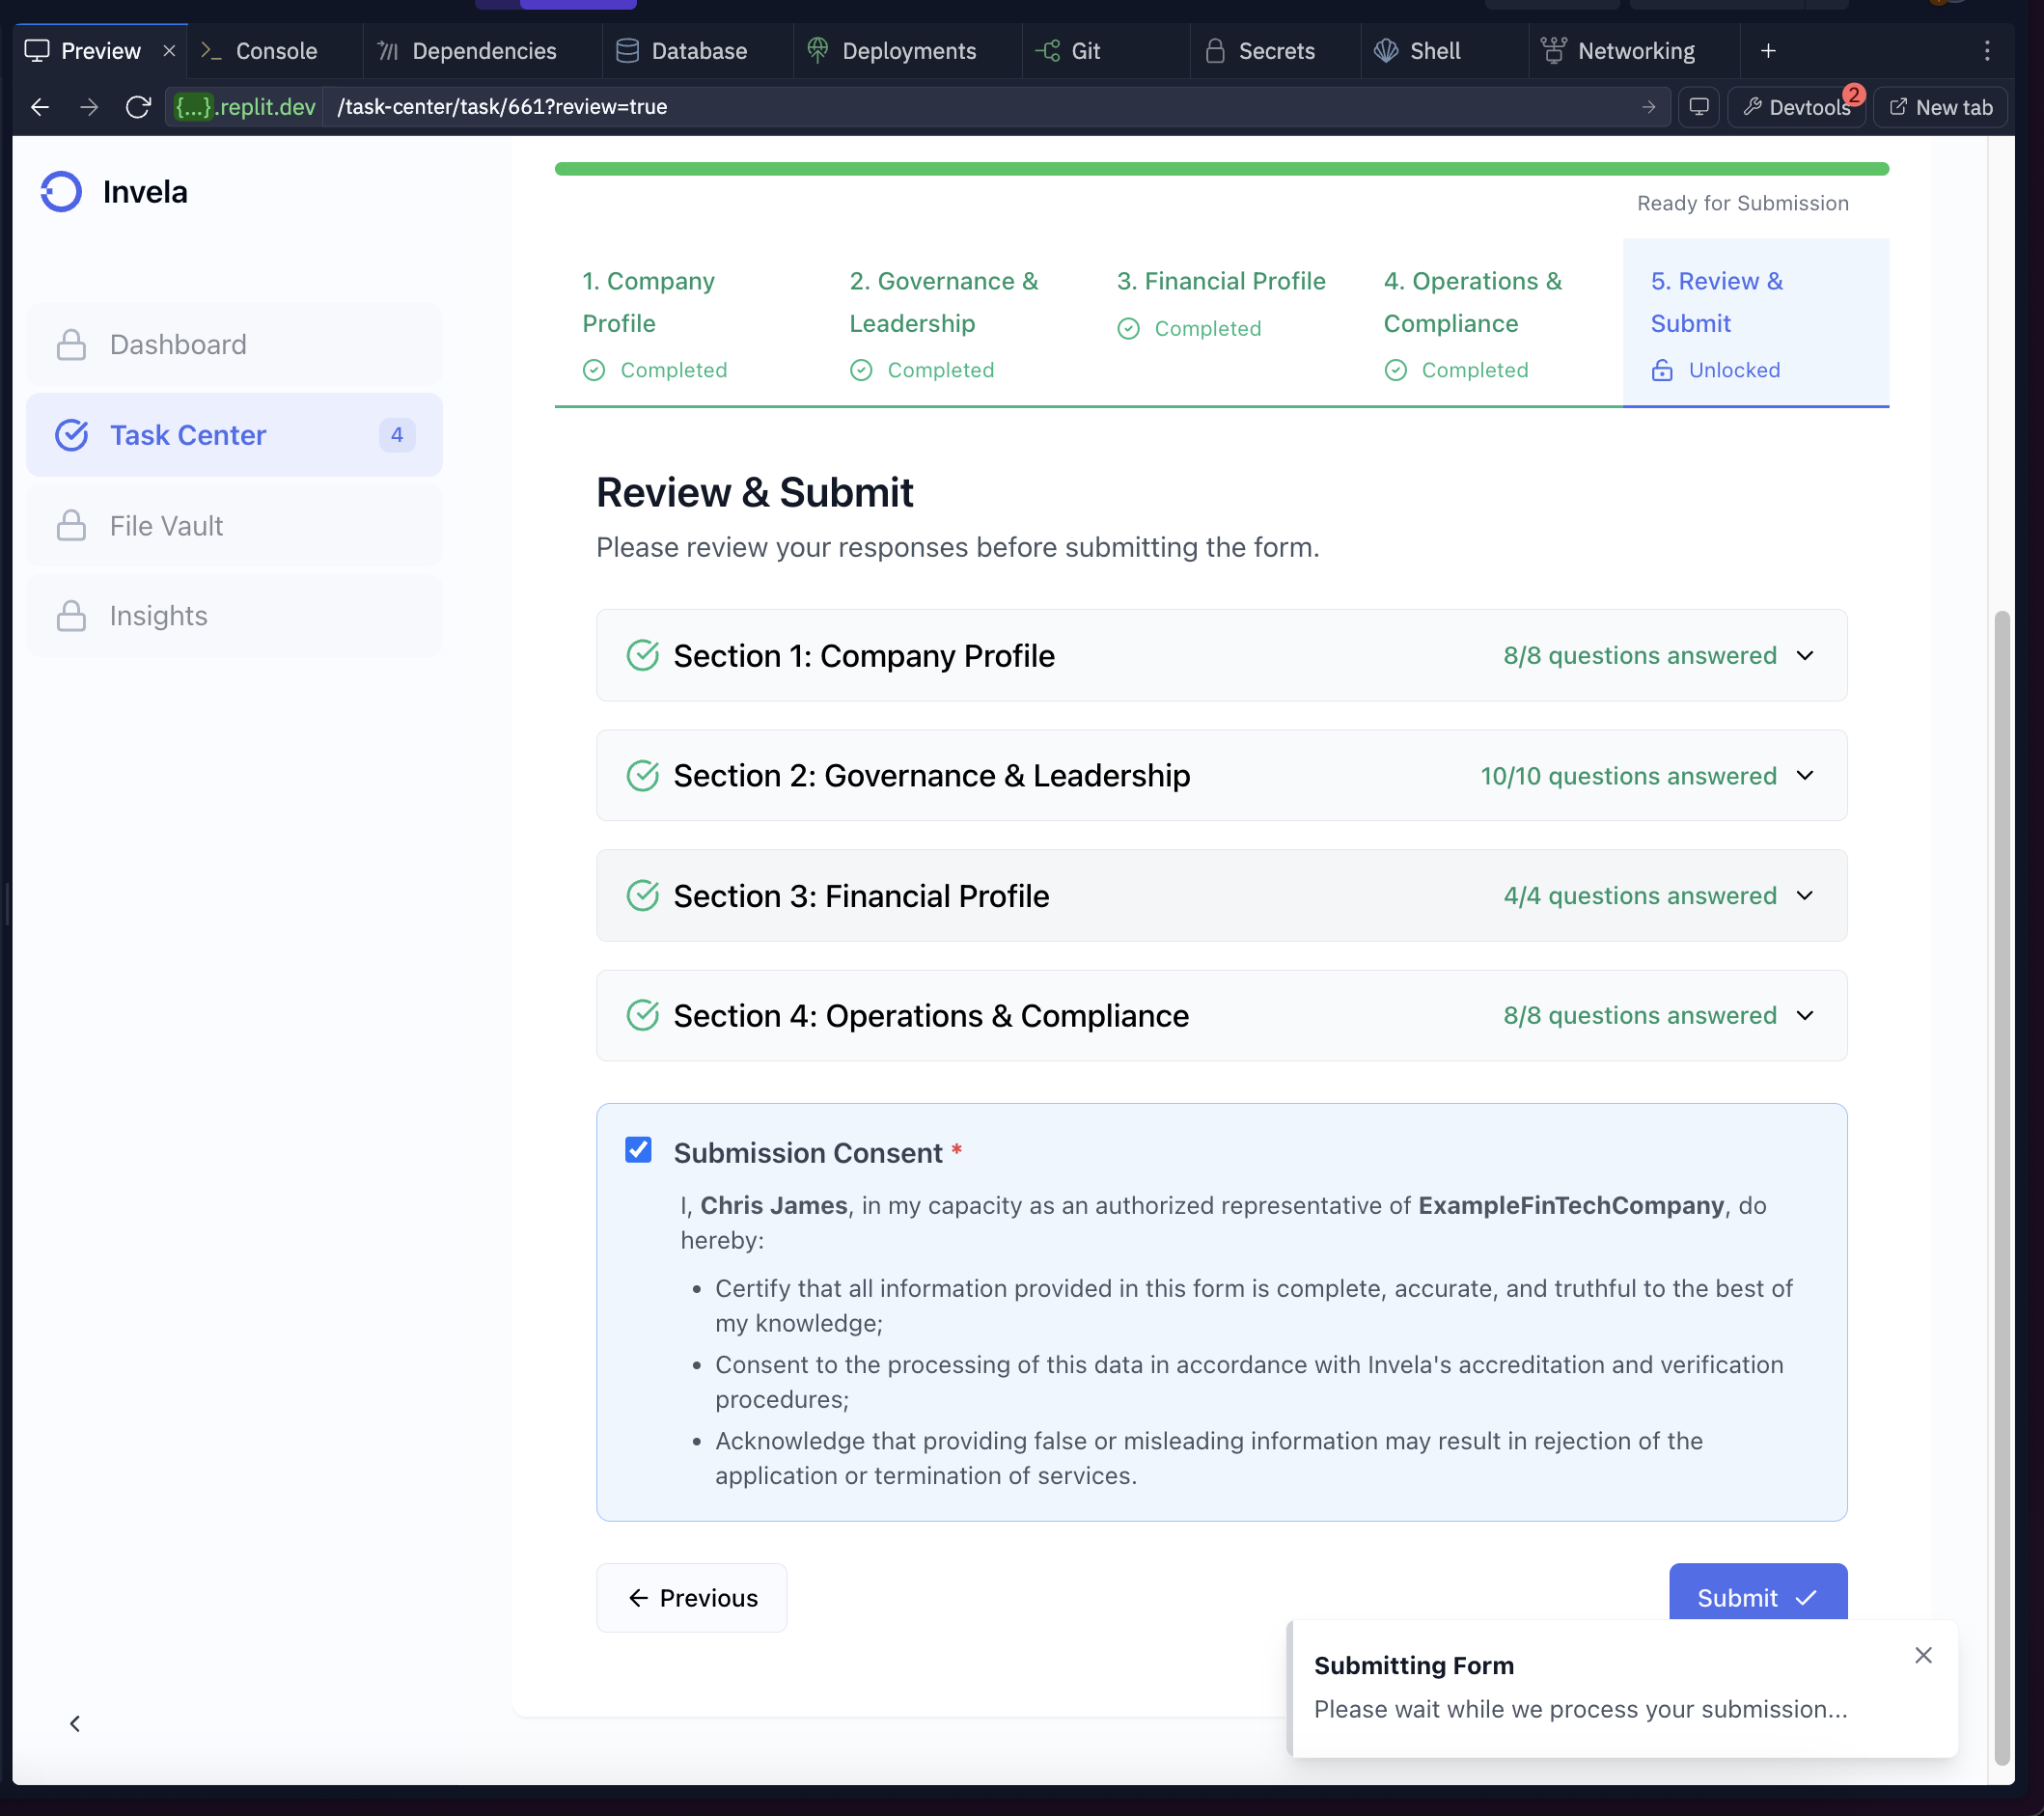 Preview
Console
Dependencies
Database
Deployments
Git
Secrets
Shell
Networking
{...}.replit.dev
/task-center/task/661?review=true
Devtools
2
New tab
Invela
Dashboard
Task Center
4
File Vault
Insights
Ready for Submission
1. Company
Profile
Completed
2. Governance &
Leadership
Completed
3. Financial Profile
Completed
4. Operations &
Compliance
Completed
5. Review &
Submit
Unlocked
Review & Submit
Please review your responses before submitting the form.
Section 1: Company Profile
8/8 questions answered
Section 2: Governance & Leadership
10/10 questions answered
Section 3: Financial Profile
4/4 questions answered
Section 4: Operations & Compliance
8/8 questions answered
Submission Consent *
I, Chris James, in my capacity as an authorized representative of ExampleFinTechCompany, do
hereby:
• Certify that all information provided in this form is complete, accurate, and truthful to the best of
my knowledge;
• Consent to the processing of this data in accordance with Invela's accreditation and verification
procedures;
• Acknowledge that providing false or misleading information may result in rejection of the
application or termination of services.
Previous
Submit
Submitting Form
Please wait while we process your submission...